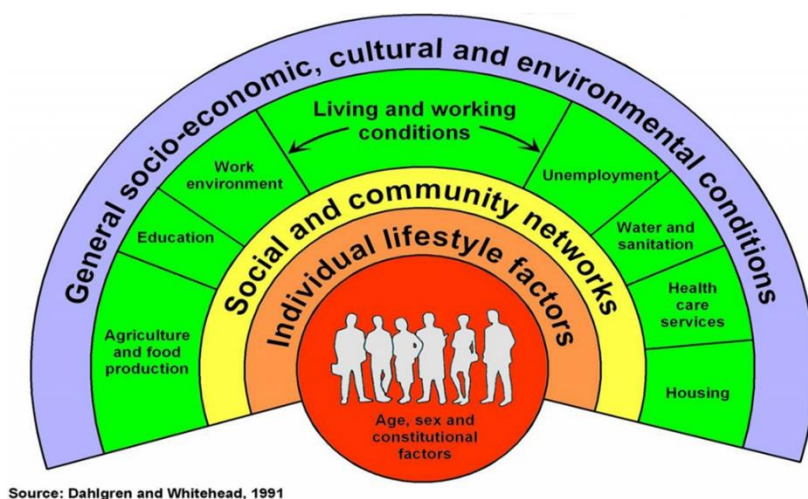 General socio-economic, cultural and environmental conditions
Living and working
conditions
Work
environment
Unemployment
Education
Water and
sanitation
Agriculture
and food
production
Health
care
services
Housing
Social and community networks
Individual lifestyle factors
Age, sex and
constitutional
factors
Source: Dahlgren and Whitehead, 1991